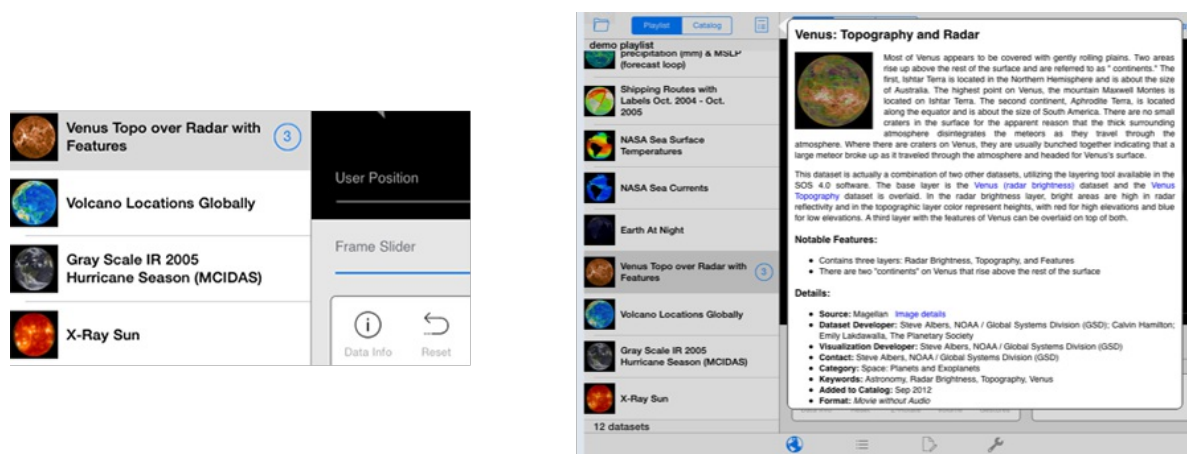 Venus Topo over Radar with
Features
3
Volcano Locations Globally
Gray Scale IR 2005
Hurricane Season (MCIDAS)
X-Ray Sun
User Position
Frame Slider
Data Info
Reset
Playlist
Catalog
demo playlist
precipitation (mm) & MSLP
(forecast loop)
Shipping Routes with
Labels Oct. 2004 - Oct.
2005
NASA Sea Surface
Temperatures
NASA Sea Currents
Earth At Night
Venus Topo over Radar with
Features
3
Volcano Locations Globally
Gray Scale IR 2005
Hurricane Season (MCIDAS)
X-Ray Sun
12 datasets
Venus: Topography and Radar
Most of Venus appears to be covered with gently rolling plains. Two areas
rise up above the rest of the surface and are referred to as " continents." The
first, Ishtar Terra is located in the Northern Hemisphere and is about the size
of Australia. The highest point on Venus, the mountain Maxwell Montes is
located on Ishtar Terra. The second continent, Aphrodite Terra, is located
along the equator and is about the size of South America. There are no small
craters in the surface for the apparent reason that the thick surrounding
atmosphere disintegrates the meteors as they travel through the
atmosphere. Where there are craters on Venus, they are usually bunched together indicating that a
large meteor broke up as it traveled through the atmosphere and headed for Venus's surface.
This dataset is actually a combination of two other datasets, utilizing the layering tool available in the
SOS 4.0 software. The base layer is the Venus (radar brightness) dataset and the Venus
Topography dataset is overlaid. In the radar brightness layer, bright areas are high in radar
reflectivity and in the topographic layer color represent heights, with red for high elevations and blue
for low elevations. A third layer with the features of Venus can be overlaid on top of both.
Notable Features:
• Contains three layers: Radar Brightness, Topography, and Features
• There are two "continents" on Venus that rise above the rest of the surface
Details:
• Source: Magellan Image details
• Dataset Developer: Steve Albers, NOAA / Global Systems Division (GSD); Calvin Hamilton;
Emily Lakdawalla, The Planetary Society
• Visualization Developer: Steve Albers, NOAA / Global Systems Division (GSD)
• Contact: Steve Albers, NOAA / Global Systems Division (GSD)
• Category: Space: Planets and Exoplanets
• Keywords: Astronomy, Radar Brightness, Topography, Venus
• Added to Catalog: Sep 2012
• Format: Movie without Audio